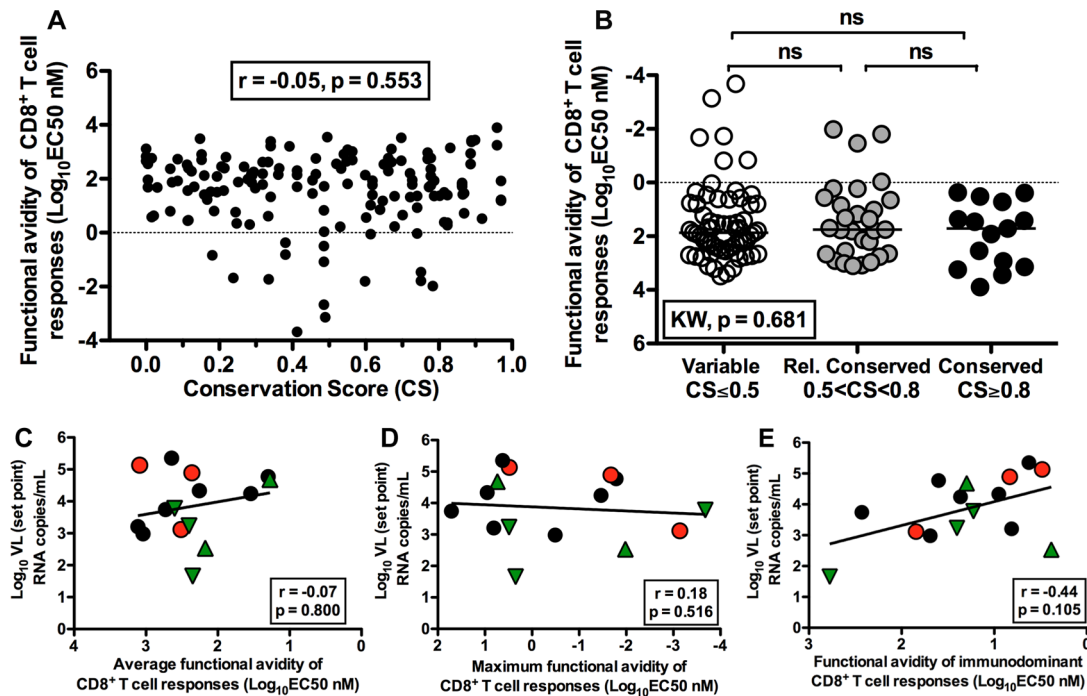 A
Functional avidity of CD8+ T cell
responses (Log10EC50 nM)
r = -0.05, p = 0.553
6
4
2
0
-2
-4
0.0
0.2
0.4
0.6
0.8
1.0
Conservation Score (CS)
B
Functional avidity of CD8+ T cell
responses (Log10EC50 nM)
ns
ns
ns
-4
-2
0
2
4
6
KW, p = 0.681
Variable
CS≤0.5
Rel. Conserved
0.5<CS<0.8
Conserved
CS≥0.8
C
Log10 VL (set point)
RNA copies/mL
6
5
4
3
2
1
0
r = -0.07
p = 0.800
3
2
1
0
Average functional avidity of
CD8+ T cell responses (Log10EC50 nM)
D
Log10 VL (set point)
RNA copies/mL
6
5
4
3
2
1
0
r = 0.18
p = 0.516
2
1
0
-1
-2
-3
-4
Maximum functional avidity of
CD8+ T cell responses (Log10EC50 nM)
E
Log10 VL (set point)
RNA copies/mL
6
5
4
3
2
1
0
r = -0.44
p = 0.105
3
2
1
0
Functional avidity of immunodominant
CD8+ T cell responses (Log10EC50 nM)